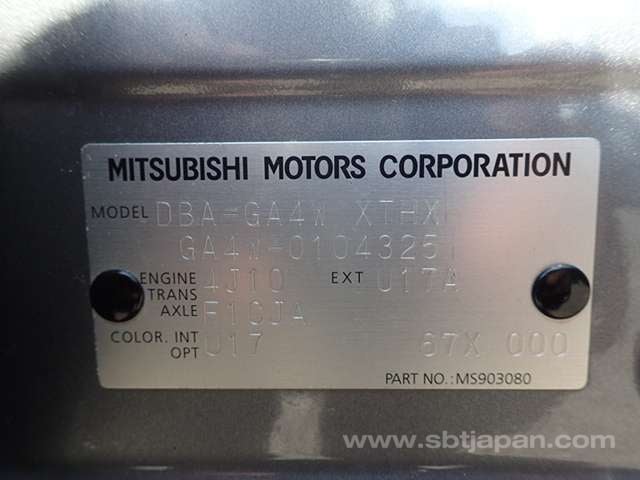 MITSUBISHI MOTORS CORPORATION
MODEL DBA-GA4W XTHXH
GA4W-0104325
ENGINE 4J10 EXT U17A
TRANS
AXLE F1CJA
COLOR. INT U17 67X 000
OPT
PART NO.:MS903080
www.sbtjapan.com